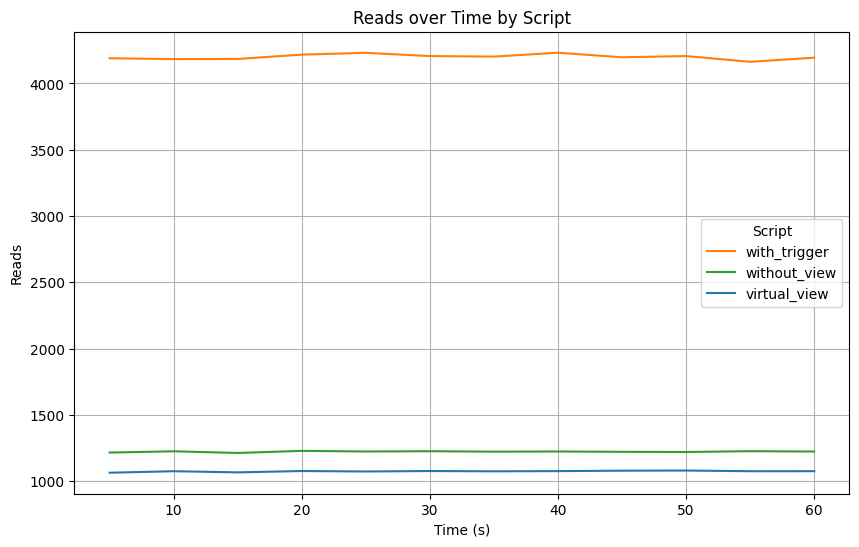 Reads over Time by Script
4000
3500
3000
2500
2000
1500
1000
Reads
Script
with_trigger
without_view
virtual_view
10 20 30 40 50 60
Time (s)